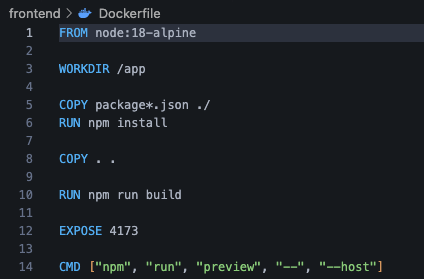 frontend > Dockerfile
1 FROM node:18-alpine
2
3 WORKDIR /app
4
5 COPY package*.json ./
6 RUN npm install
7
8 COPY . .
9
10 RUN npm run build
11
12 EXPOSE 4173
13
14 CMD ["npm", "run", "preview", "--", "--host"]